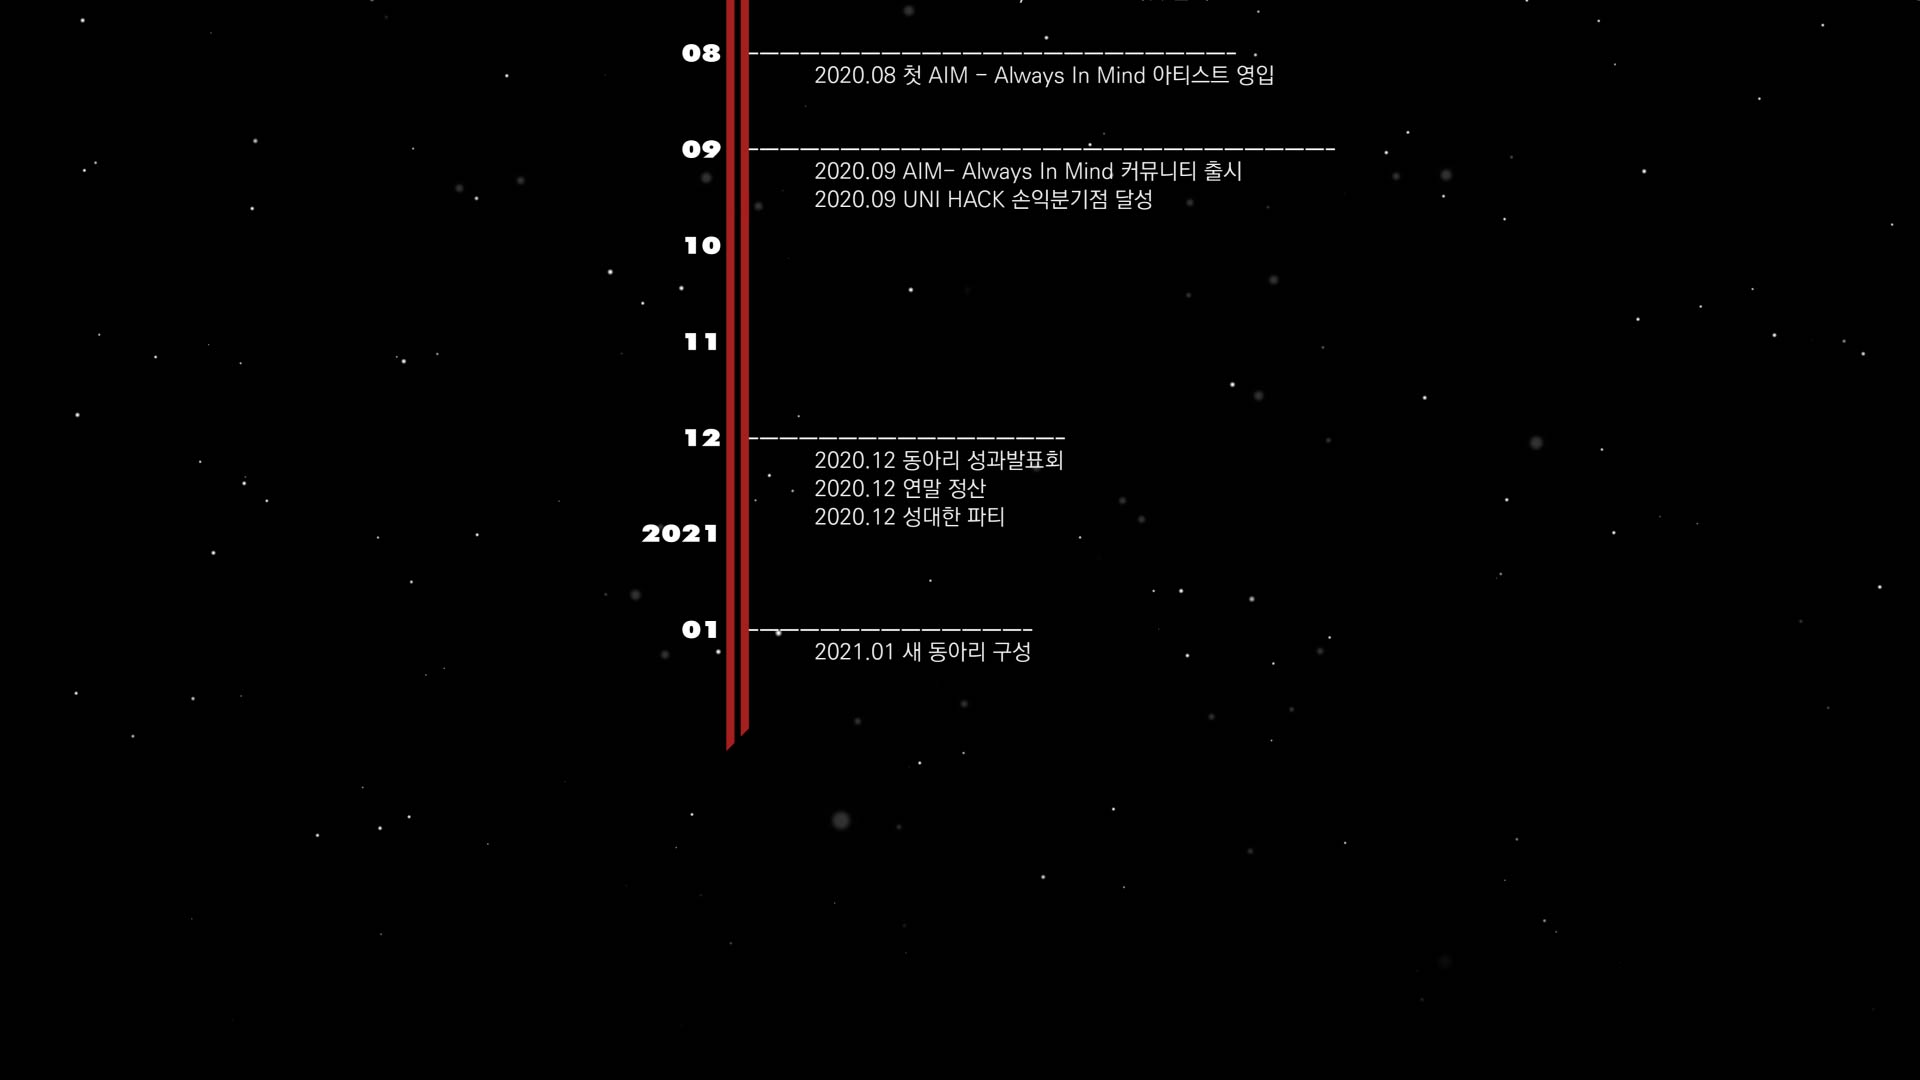 08
2020.08 첫 AIM - Always In Mind 아티스트 영입
09
2020.09 AIM- Always In Mind 커뮤니티 출시
2020.09 UNI HACK 손익분기점 달성
10
11
12
2020.12 동아리 성과발표회
2020.12 연말 정산
2020.12 성대한 파티
2021
01
2021.01 새 동아리 구성